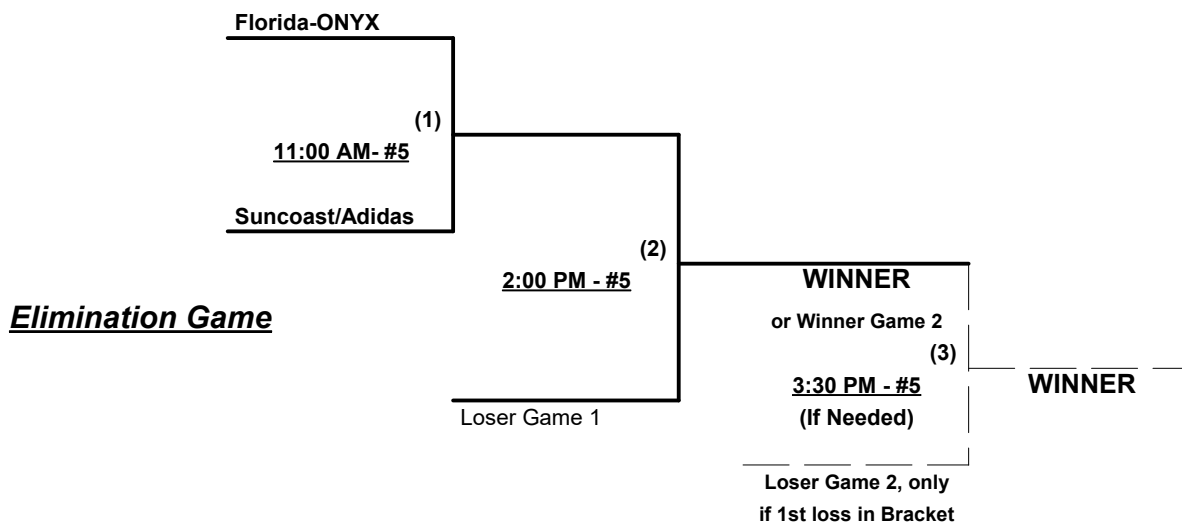 Florida-ONYX
(1)
11:00 AM- #5
Suncoast/Adidas
(2)
2:00 PM - #5
WINNER
Elimination Game
or Winner Game 2
(3)
3:30 PM - #5
WINNER
Loser Game 1
(If Needed)
Loser Game 2, only
if 1st loss in Bracket